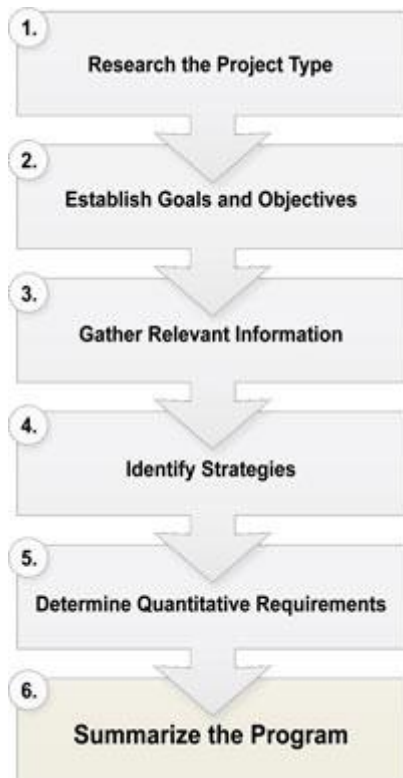 1.
Research the Project Type
2.
Establish Goals and Objectives
3.
Gather Relevant Information
4.
Identify Strategies
5.
Determine Quantitative Requirements
6.
Summarize the Program